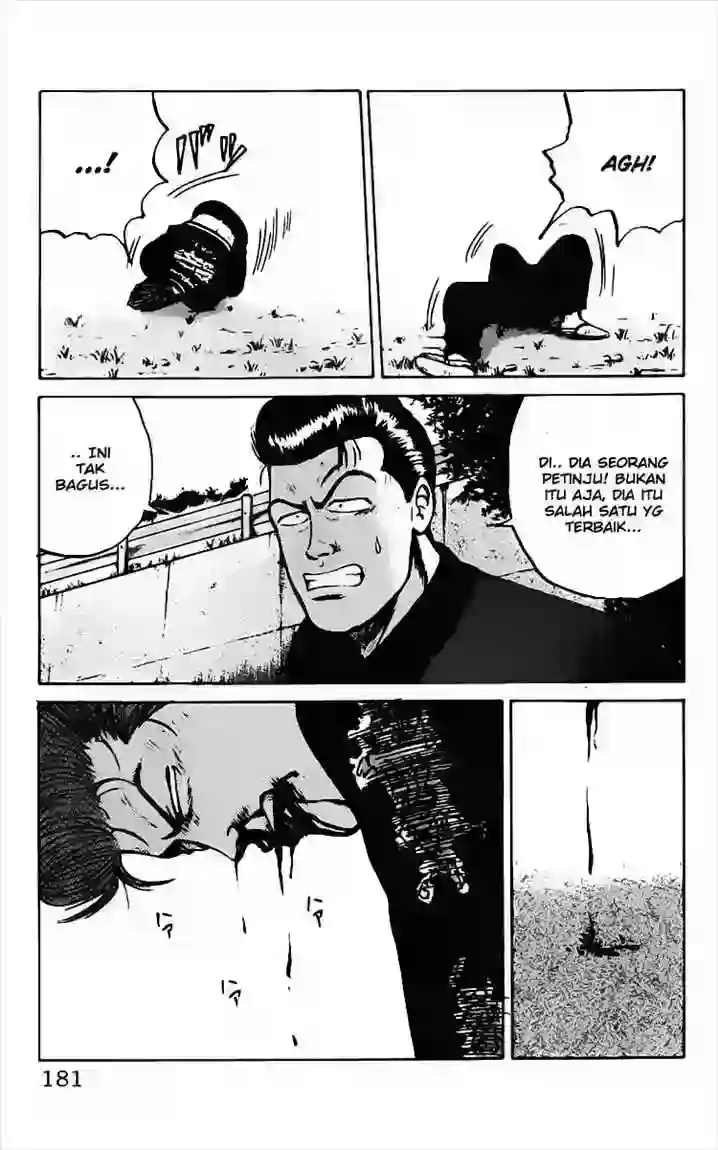 AGH!
...!
DI.. DIA SEORANG
PETINJU! BUKAN
ITU AJA, DIA ITU
SALAH SATU YG
TERBAIK...
.. INI
TAK
BAGUS...
181